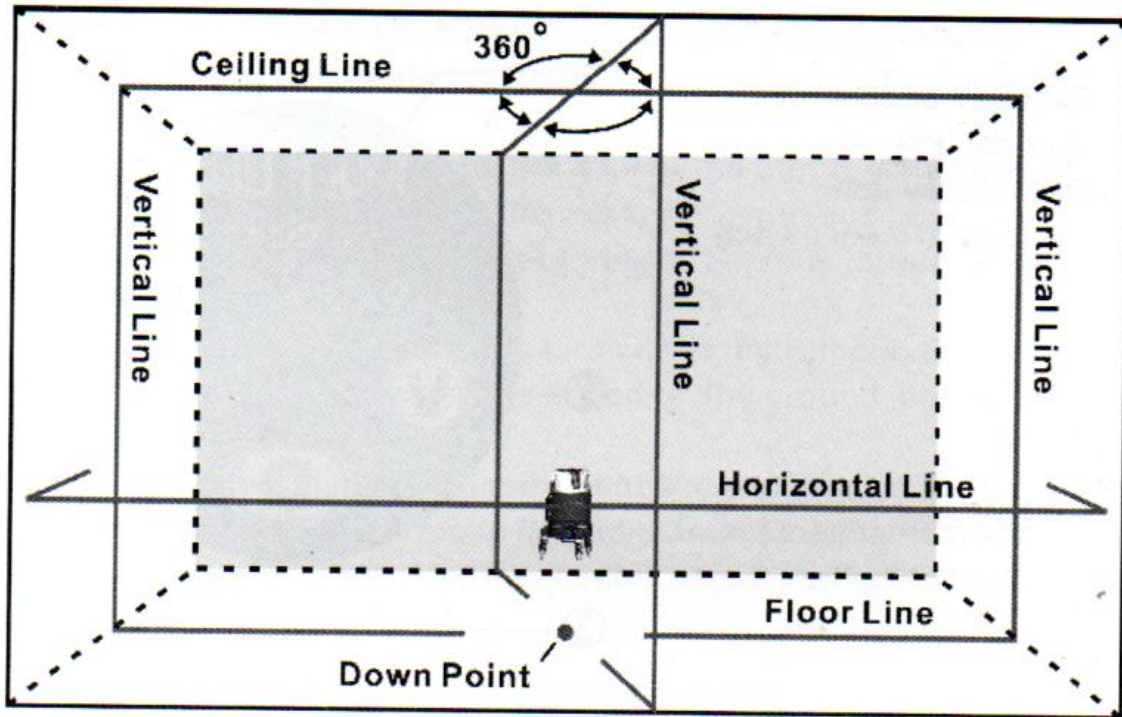 360°
Ceiling Line
Vertical Line
Vertical Line
Vertical Line
Horizontal Line
Floor Line
Down Point